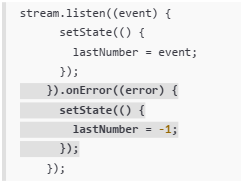 stream.listen((event) {
setState(() {
lastNumber = event;
});
}).onError((error) {
setState(() {
lastNumber = -1;
});
});